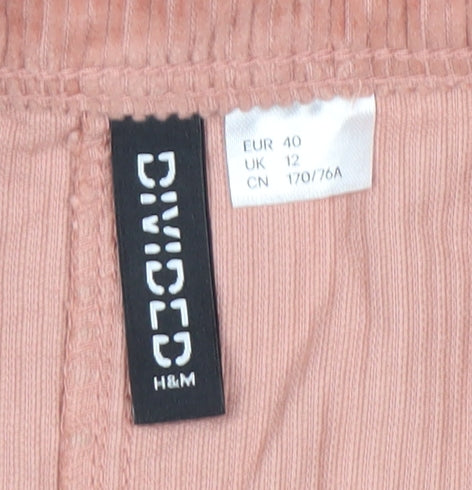 DIVIDED
H&M
EUR 40
UK 12
CN 170/76A